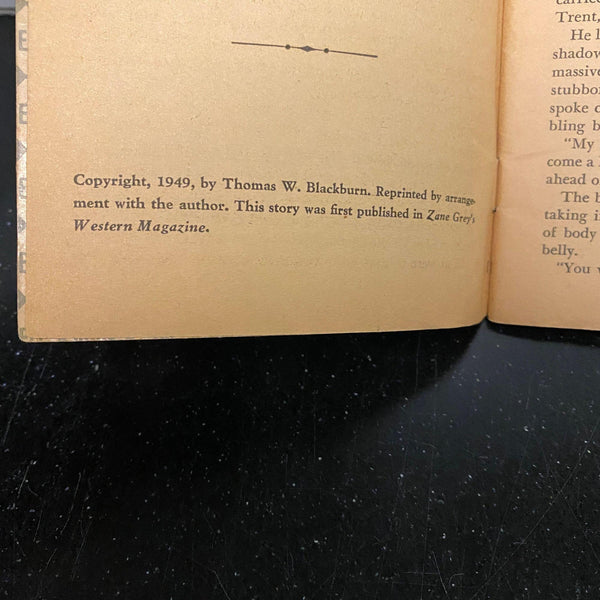 Copyright, 1949, by Thomas W. Blackburn. Reprinted by arrange-
ment with the author. This story was first published in Zane Grey's
Western Magazine.
Trent,
He l
shadow
massive
stubbor
spoke o
bling b
"My
come a
ahead o
The b
taking i
of body
belly.
"You